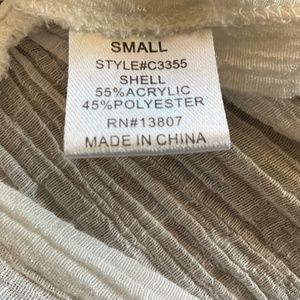 SMALL
STYLE#C3355
SHELL
55%ACRYLIC
45%POLYESTER
RN#13807
MADE IN CHINA